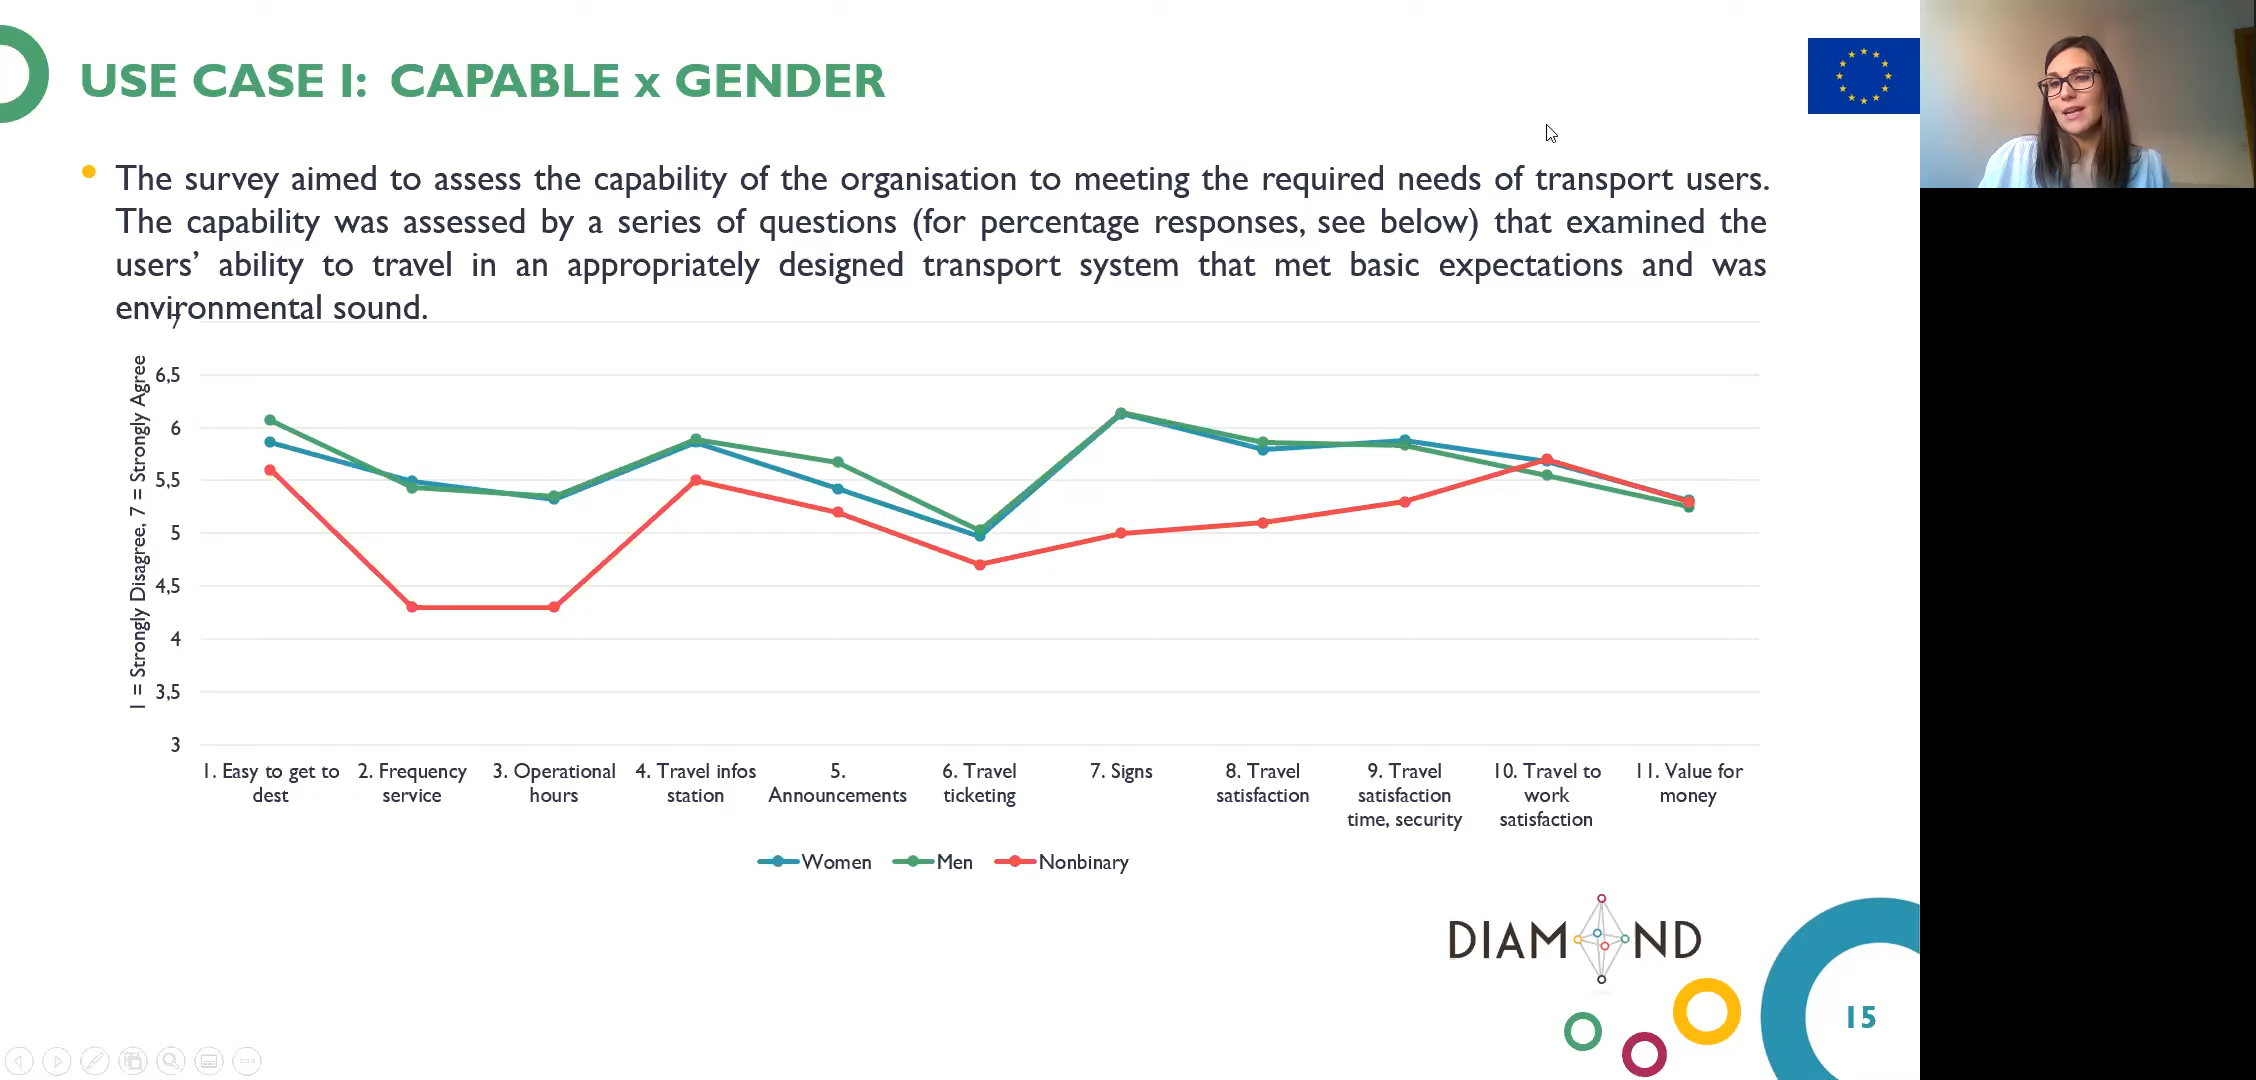 USE CASE I: CAPABLE x GENDER
The survey aimed to assess the capability of the organisation to meeting the required needs of transport users.
The capability was assessed by a series of questions (for percentage responses, see below) that examined the
users’ ability to travel in an appropriately designed transport system that met basic expectations and was
environmental sound.
1 = Strongly Disagree, 7 = Strongly Agree
7
6,5
6
5,5
5
4,5
4
3,5
3
1. Easy to get to
dest
2. Frequency
service
3. Operational
hours
4. Travel infos
station
5.
Announcements
6. Travel
ticketing
7. Signs
8. Travel
satisfaction
9. Travel
satisfaction
time, security
10. Travel to
work
satisfaction
11. Value for
money
Women Men Nonbinary
DIAMOND
15